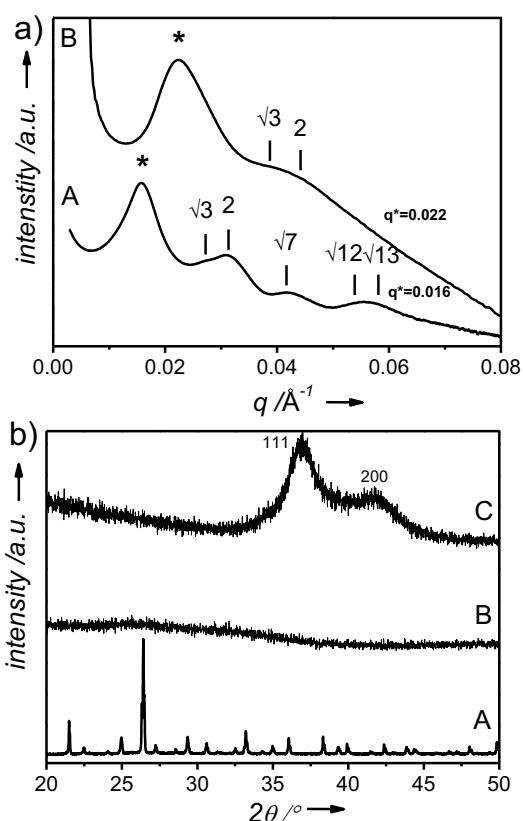 a)
B
*
√3 2
*
A
√3 2
q*=0.022
√7
√12 √13
q*=0.016
intenstity /a.u.
0.00 0.02 0.04 0.06 0.08
q /Å-1
b)
111
200
C
B
A
intensity /a.u.
20 25 30 35 40 45 50
2θ /°